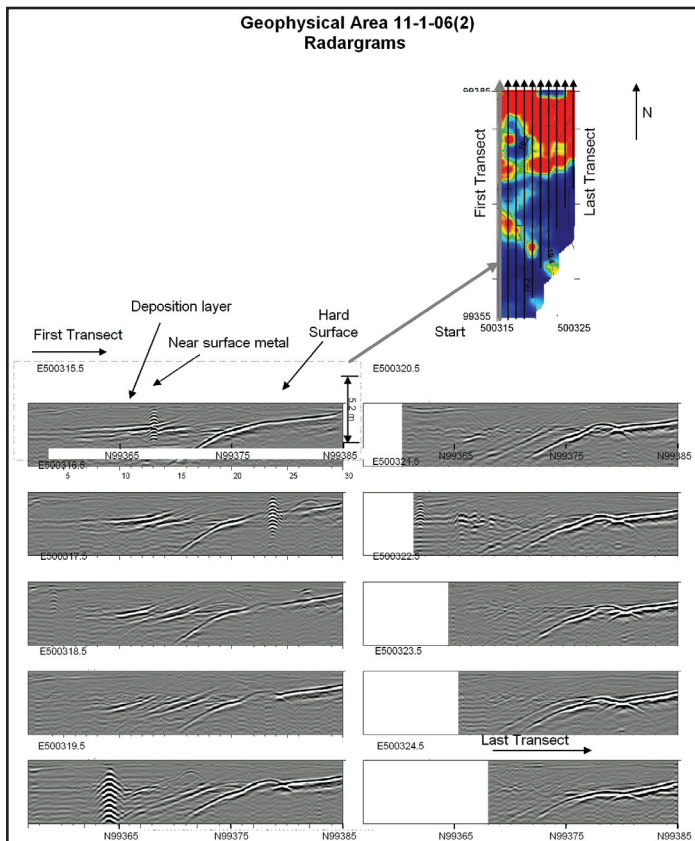 Geophysical Area 11-1-06(2)
Radargrams
99385
N
First Transect
Last Transect
19.4
99355
Start
500315
500325
Deposition layer
Hard
Surface
First Transect
Near surface metal
E500315.5
E500320.5
5.2 m
N99365
N99375
N99385
N99365
N99375
N99385
E500316.5
5
10
15
20
25
30
E500321.5
E500317.5
E500322.5
E500318.5
E500323.5
E500319.5
E500324.5
Last Transect
N99365
N99375
N99385
N99365
N99375
N99385